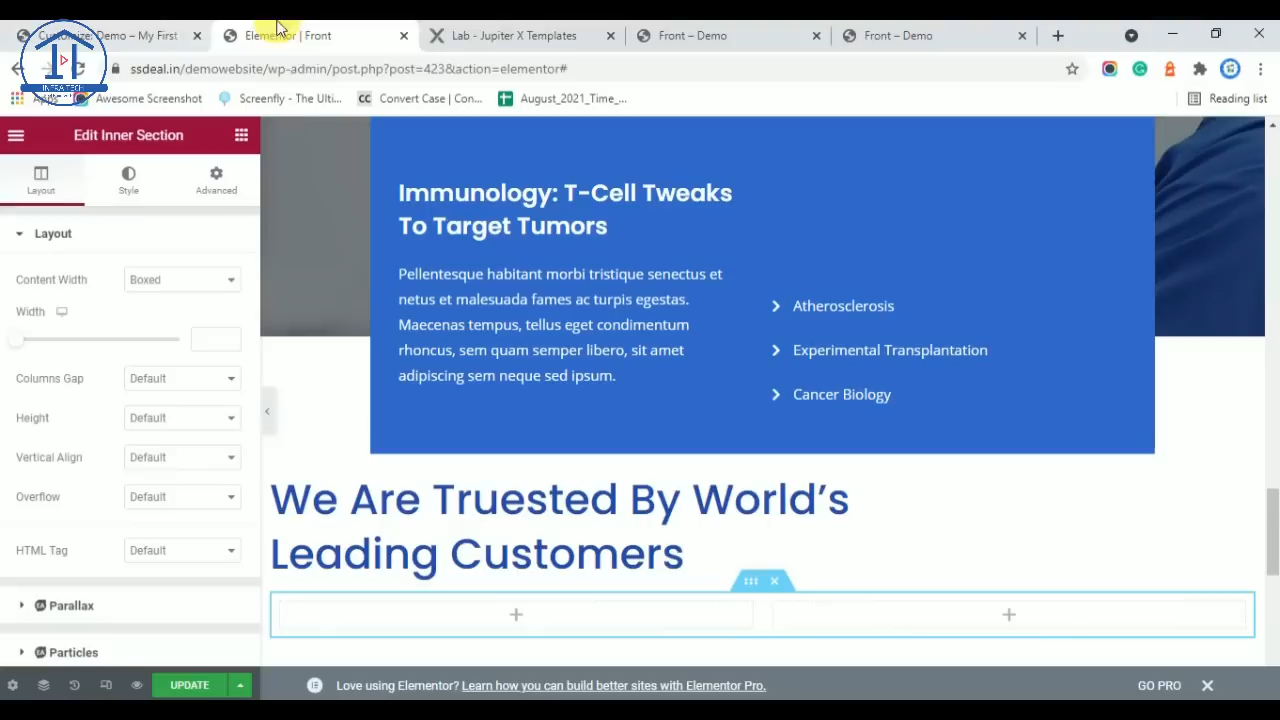 Customize: Demo – My First
Elementor | Front
Lab - Jupiter X Templates
Front – Demo
Front – Demo
INFRA TECH
ssdeal.in/demowebsite/wp-admin/post.php?post=423&action=elementor#
Apps
Awesome Screenshot
Screenfly - The Ulti...
CC Convert Case | Con...
August_2021_Time_...
Reading list
Edit Inner Section
Layout
Style
Advanced
Layout
Content Width
Boxed
Width
Columns Gap
Default
Height
Default
Vertical Align
Default
Overflow
Default
HTML Tag
Default
Parallax
Particles
UPDATE
Immunology: T-Cell Tweaks
To Target Tumors
Pellentesque habitant morbi tristique senectus et
netus et malesuada fames ac turpis egestas.
Maecenas tempus, tellus eget condimentum
rhoncus, sem quam semper libero, sit amet
adipiscing sem neque sed ipsum.
Atherosclerosis
Experimental Transplantation
Cancer Biology
We Are Truested By World’s
Leading Customers
Love using Elementor? Learn how you can build better sites with Elementor Pro.
GO PRO